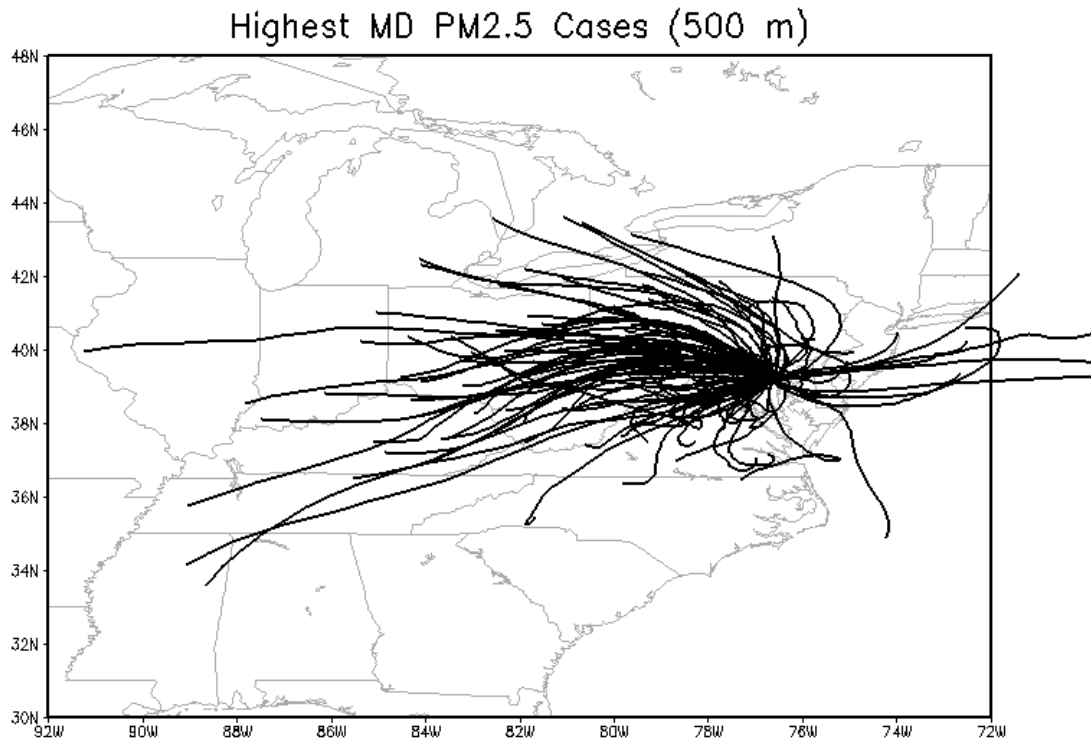 Highest MD PM2.5 Cases (500 m)
48N
46N
44N
42N
40N
38N
36N
34N
32N
30N
92W 90W 88W 86W 84W 82W 80W 78W 76W 74W 72W